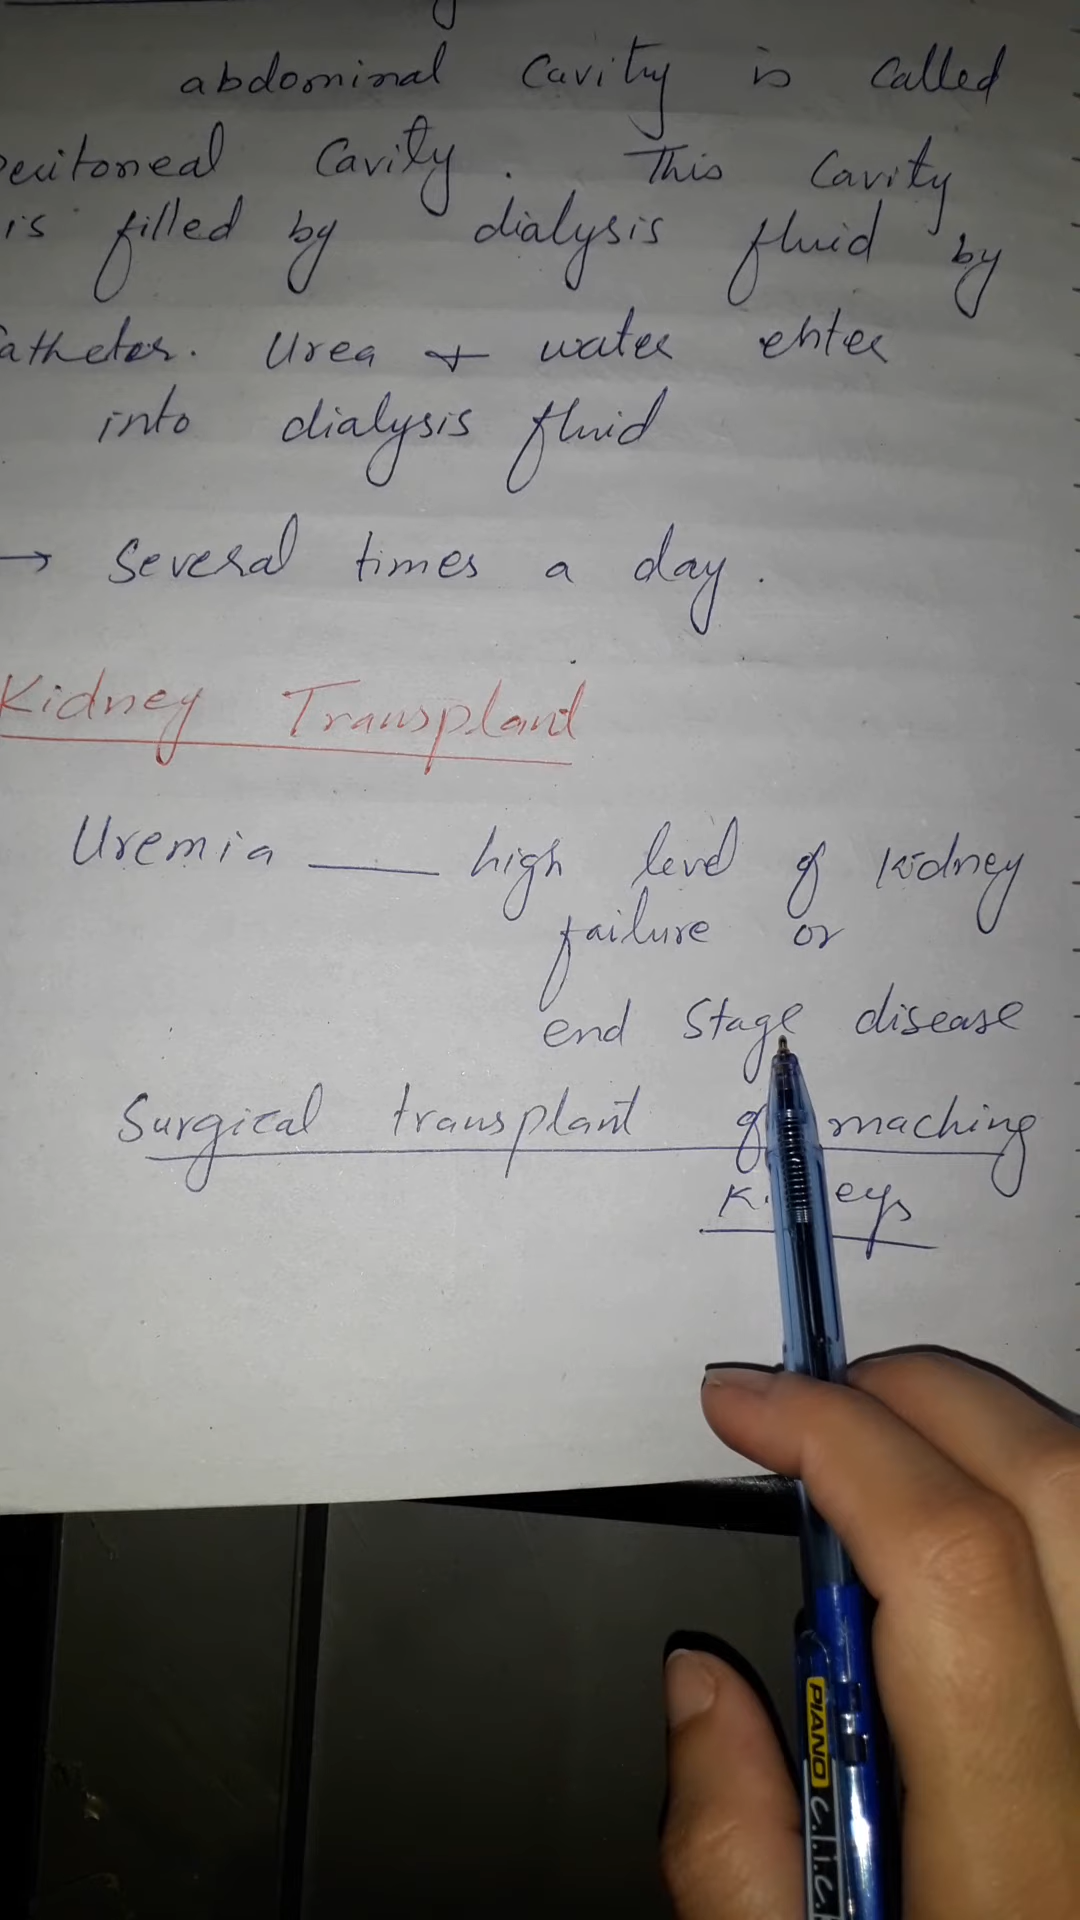 abdominal cavity is called
peritoneal Cavity. This Cavity
is filled by dialysis fluid by
catheter. Urea + water enter
into dialysis fluid
→ Several times a day.
Kidney Transplant
Uremia — high level of kidney
failure or
end stage disease
Surgical transplant of maching
PIANO
c.l.i.c.